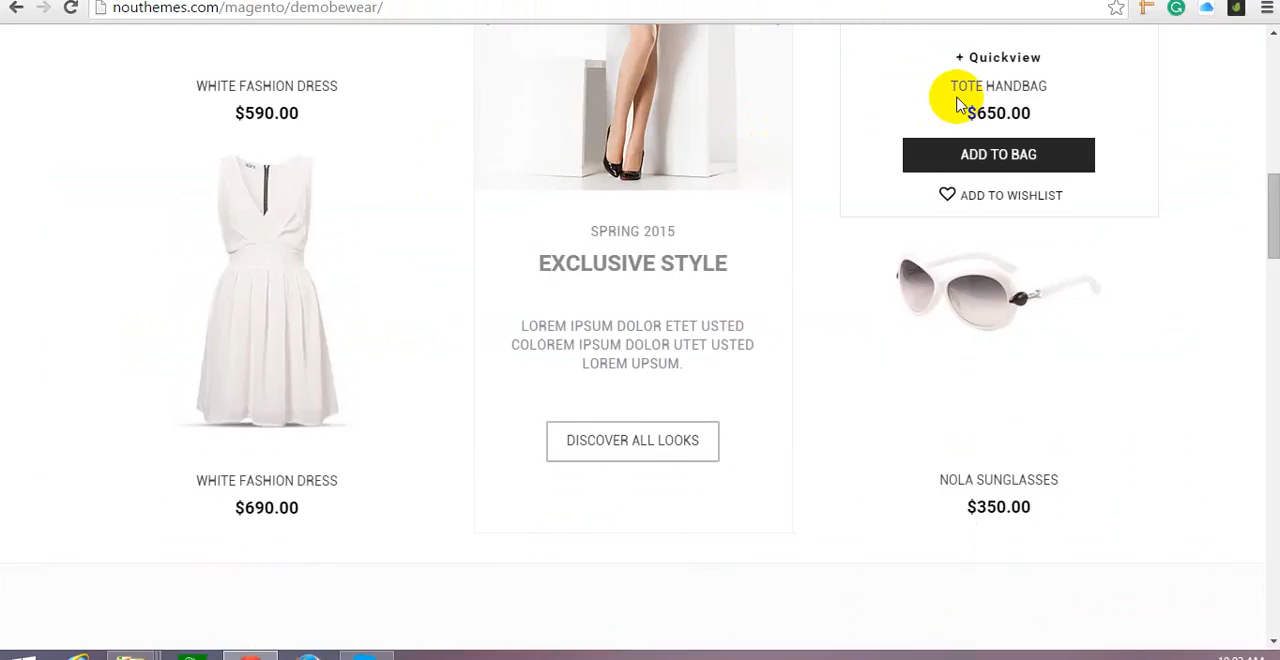 nouthemes.com/magento/demobewear/
WHITE FASHION DRESS
$590.00
WHITE FASHION DRESS
$690.00
SPRING 2015
EXCLUSIVE STYLE
LOREM IPSUM DOLOR ETET USTED
COLOREM IPSUM DOLOR UTET USTED
LOREM UPSUM.
DISCOVER ALL LOOKS
+ Quickview
TOTE HANDBAG
$650.00
ADD TO BAG
ADD TO WISHLIST
NOLA SUNGLASSES
$350.00